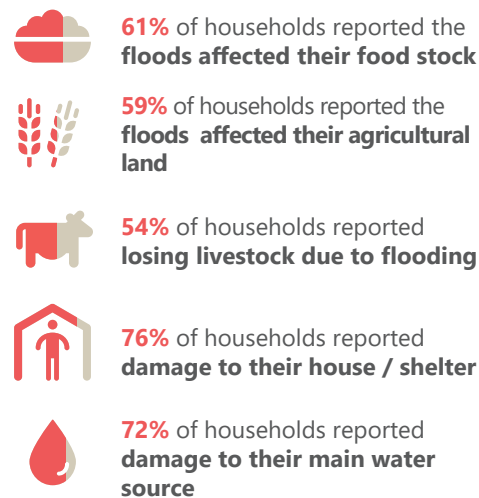 61% of households reported the
floods affected their food stock
59% of households reported the
floods affected their agricultural
land
54% of households reported
losing livestock due to flooding
76% of households reported
damage to their house / shelter
72% of households reported
damage to their main water
source